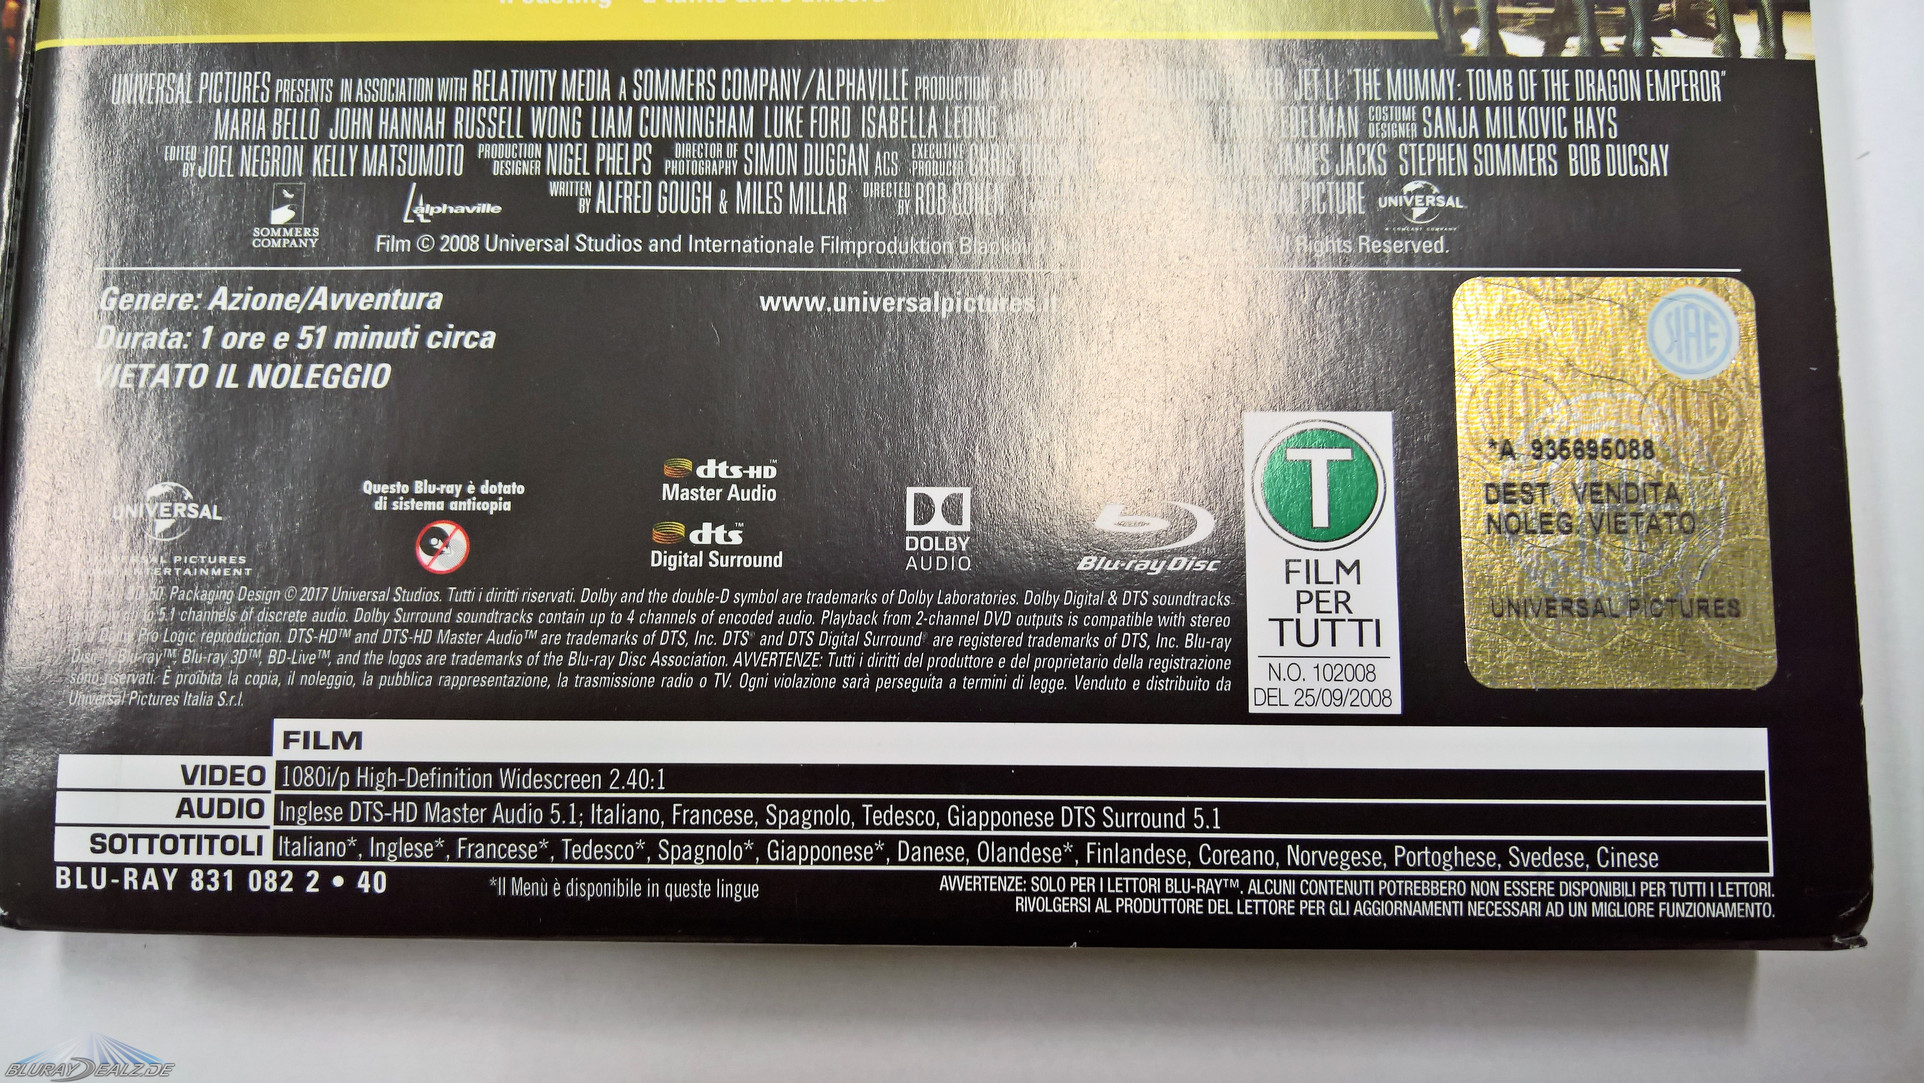 UNIVERSAL PICTURES PRESENTS IN ASSOCIATION WITH RELATIVITY MEDIA A SOMMERS COMPANY/ALPHAVILLE PRODUCTION A JET LI "THE MUMMY: TOMB OF THE DRAGON EMPEROR"
MARIA BELLO JOHN HANNAH RUSSELL WONG LIAM CUNNINGHAM LUKE FORD ISABELLA LEONG COSTUME DESIGNER SANJA MILKOVIC HAYS
EDITED BY JOEL NEGRON KELLY MATSUMOTO PRODUCTION DESIGNER NIGEL PHELPS DIRECTOR OF PHOTOGRAPHY SIMON DUGGAN ACS EXECUTIVE PRODUCER CHRIS JAMES JACKS STEPHEN SOMMERS BOB DUCSAY
WRITTEN BY ALFRED GOUGH & MILES MILLAR DIRECTED BY ROB COHEN PICTURE UNIVERSAL
SOMMERS COMPANY
alphaville
Film © 2008 Universal Studios and Internationale Filmproduktion All Rights Reserved.
Genere: Azione/Avventura
www.universalpictures.it
Durata: 1 ore e 51 minuti circa
VIETATO IL NOLEGGIO
SIAE
*A 935695088
DEST. VENDITA
NOLEG. VIETATO
UNIVERSAL PICTURES
UNIVERSAL
Questo Blu-ray è dotato
di sistema anticopia
dts-HD™
Master Audio
dts™
Digital Surround
DOLBY
AUDIO
Blu-ray Disc™
T
FILM
PER
TUTTI
N.O. 102008
DEL 25/09/2008
Packaging Design © 2017 Universal Studios. Tutti i diritti riservati. Dolby and the double-D symbol are trademarks of Dolby Laboratories. Dolby Digital & DTS soundtracks
5.1 channels of discrete audio. Dolby Surround soundtracks contain up to 4 channels of encoded audio. Playback from 2-channel DVD outputs is compatible with stereo
Pro Logic reproduction. DTS-HD™ and DTS-HD Master Audio™ are trademarks of DTS, Inc. DTS® and DTS Digital Surround® are registered trademarks of DTS, Inc. Blu-ray
Disc™, Blu-ray™ Blu-ray 3D™, BD-Live™, and the logos are trademarks of the Blu-ray Disc Association. AVVERTENZE: Tutti i diritti del produttore e del proprietario della registrazione
sono riservati. È proibita la copia, il noleggio, la pubblica rappresentazione, la trasmissione radio o TV. Ogni violazione sarà perseguita a termini di legge. Venduto e distribuito da
Universal Pictures Italia S.r.l.
FILM
VIDEO 1080i/p High-Definition Widescreen 2.40:1
AUDIO Inglese DTS-HD Master Audio 5.1; Italiano, Francese, Spagnolo, Tedesco, Giapponese DTS Surround 5.1
SOTTOTITOLI Italiano*, Inglese*, Francese*, Tedesco*, Spagnolo*, Giapponese*, Danese, Olandese*, Finlandese, Coreano, Norvegese, Portoghese, Svedese, Cinese
BLU-RAY 831 082 2 • 40
*Il Menù è disponibile in queste lingue
AVVERTENZE: SOLO PER I LETTORI BLU-RAY™. ALCUNI CONTENUTI POTREBBERO NON ESSERE DISPONIBILI PER TUTTI I LETTORI.
RIVOLGERSI AL PRODUTTORE DEL LETTORE PER GLI AGGIORNAMENTI NECESSARI AD UN MIGLIORE FUNZIONAMENTO.
BLURAYDEALZ.DE